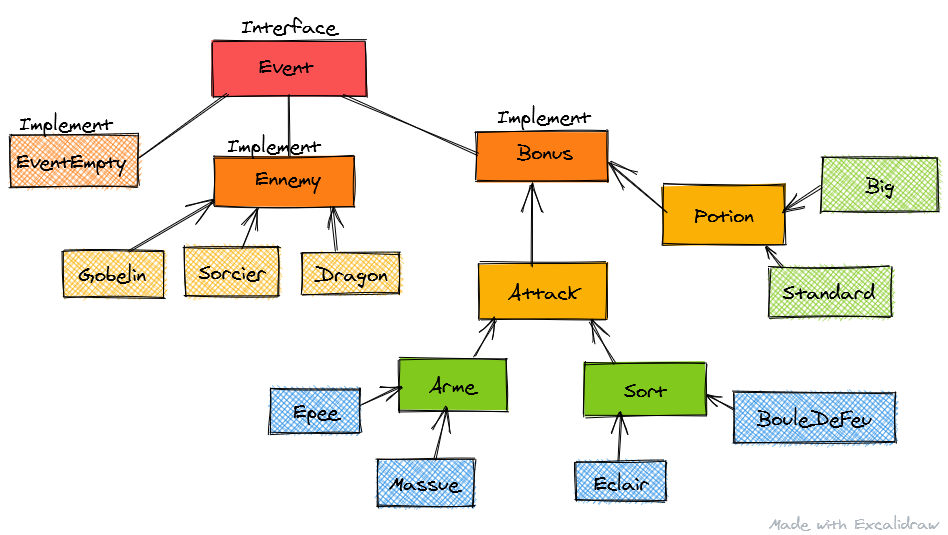 Interface
Event
Implement
EventEmpty
Implement
Ennemy
Implement
Bonus
Potion
Big
Standard
Gobelin
Sorcier
Dragon
Attack
Arme
Sort
Epee
BouleDeFeu
Massue
Eclair
Made with Excalidraw